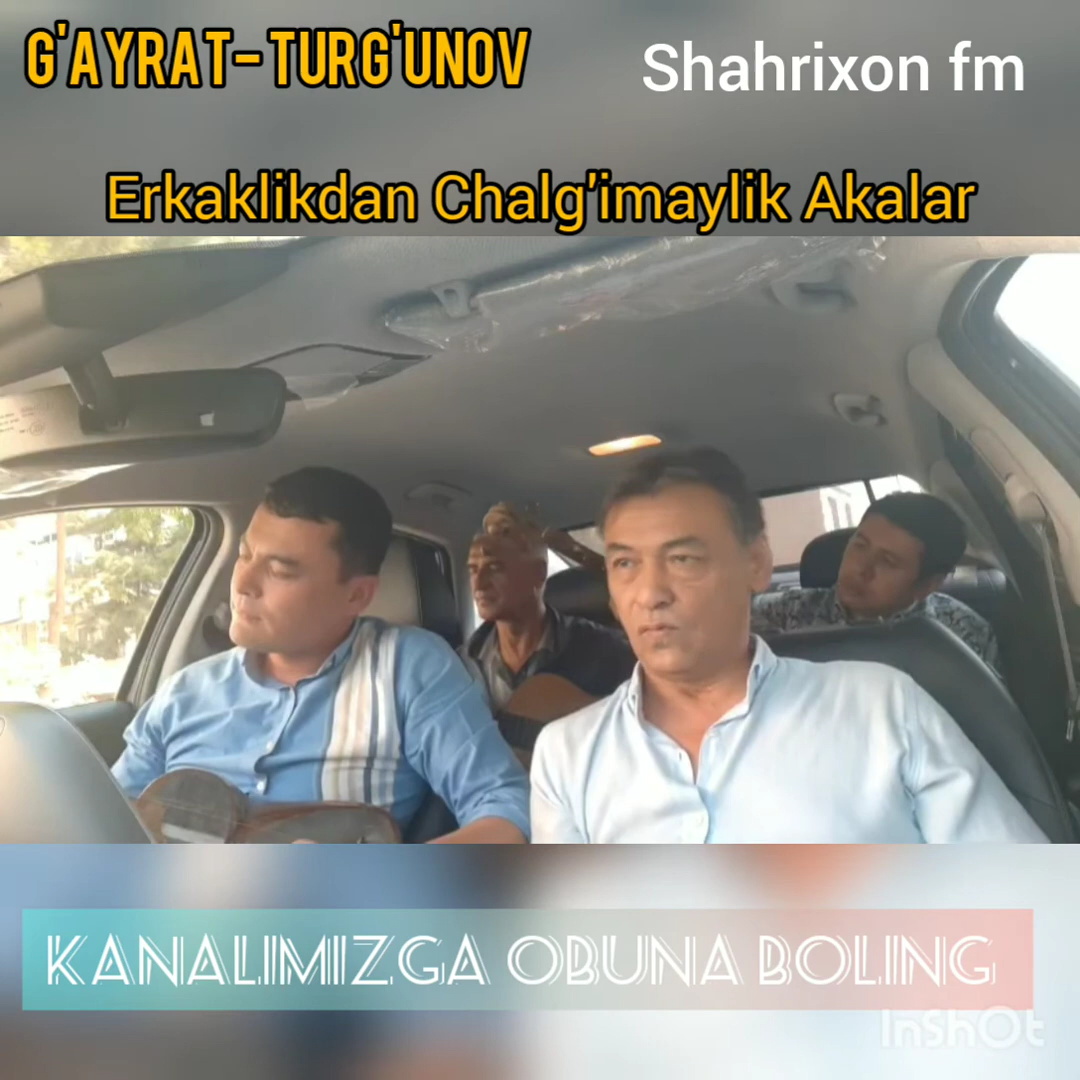 G'AYRAT- TURG'UNOV
Shahrixon fm
Erkaklikdan Chalg'imaylik Akalar
KANALIMIZGA OBUNA BOLING
InShOt